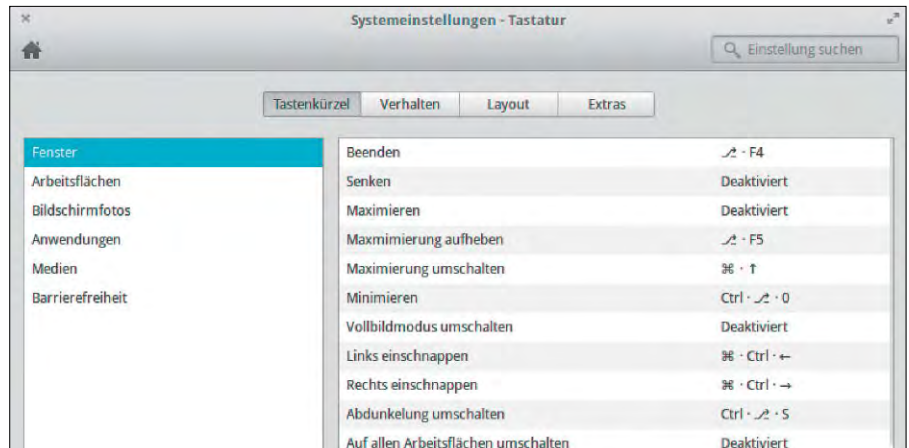 Systemeinstellungen - Tastatur
Einstellung suchen
Tastenkürzel Verhalten Layout Extras
Fenster
Arbeitsflächen
Bildschirmfotos
Anwendungen
Medien
Barrierefreiheit
Beenden ⎇ · F4
Senken Deaktiviert
Maximieren Deaktiviert
Maxmimierung aufheben ⎇ · F5
Maximierung umschalten ⌘ · ↑
Minimieren Ctrl · ⎇ · 0
Vollbildmodus umschalten Deaktiviert
Links einschnappen ⌘ · Ctrl · ←
Rechts einschnappen ⌘ · Ctrl · →
Abdunkelung umschalten Ctrl · ⎇ · S
Auf allen Arbeitsflächen umschalten Deaktiviert